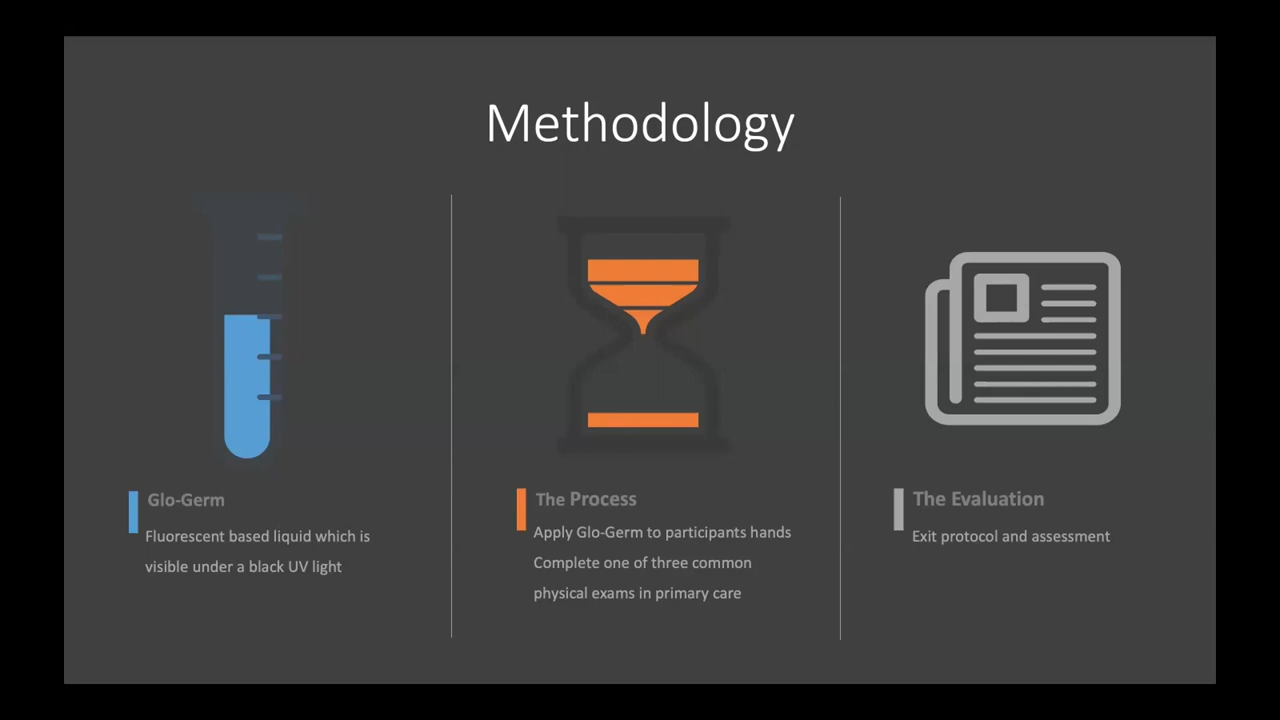 Methodology
Glo-Germ
Fluorescent based liquid which is
visible under a black UV light
The Process
Apply Glo-Germ to participants hands
Complete one of three common
physical exams in primary care
The Evaluation
Exit protocol and assessment